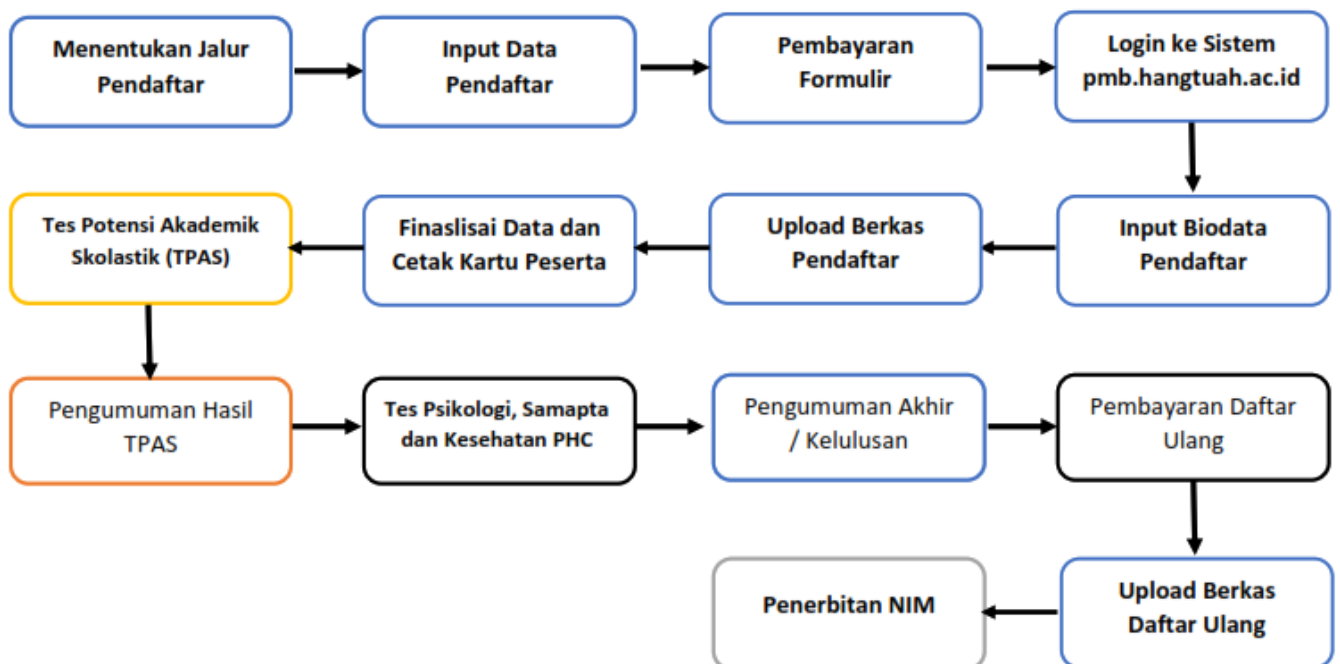 Menentukan Jalur
Pendaftar
Input Data
Pendaftar
Pembayaran
Formulir
Login ke Sistem
pmb.hangtuah.ac.id
Input Biodata
Pendaftar
Upload Berkas
Pendaftar
Finaslisai Data dan
Cetak Kartu Peserta
Tes Potensi Akademik
Skolastik (TPAS)
Pengumuman Hasil
TPAS
Tes Psikologi, Samapta
dan Kesehatan PHC
Pengumuman Akhir
/ Kelulusan
Pembayaran Daftar
Ulang
Upload Berkas
Daftar Ulang
Penerbitan NIM